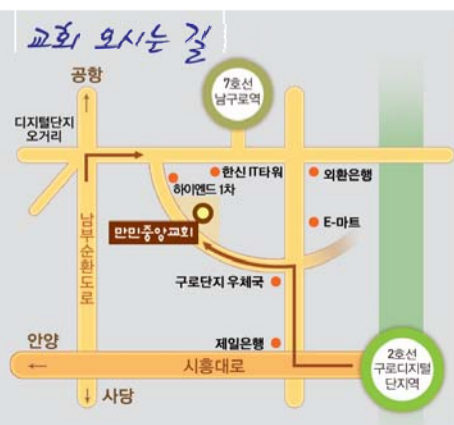 교회 오시는 길
공항
7호선
남구로역
디지털단지
오거리
한신 IT타워
외환은행
하이엔드 1차
만민중앙교회
E-마트
남부순환도로
구로단지 우체국
안양
제일은행
시흥대로
2호선
구로디지털
단지역
사당